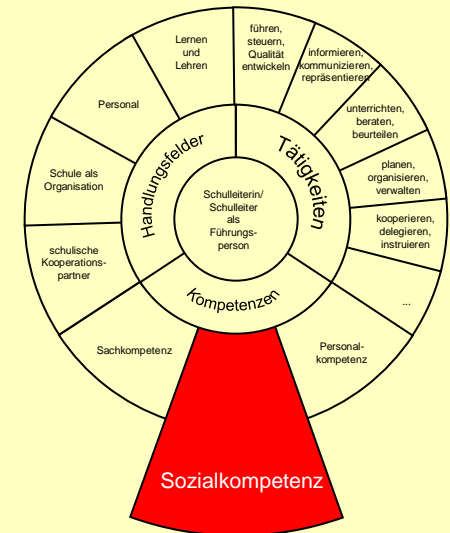 Lernen
und
Lehren
führen,
steuern,
Qualität
entwickeln
informieren,
kommunizieren,
repräsentieren
Personal
unterrichten,
beraten,
beurteilen
Handlungsfelder
Tätigkeiten
Schule als
Organisation
planen,
organisieren,
verwalten
Schulleiterin/
Schulleiter
als
Führungs-
person
kooperieren,
delegieren,
instruieren
schulische
Kooperations-
partner
Kompetenzen
...
Sachkompetenz
Personal-
kompetenz
Sozialkompetenz